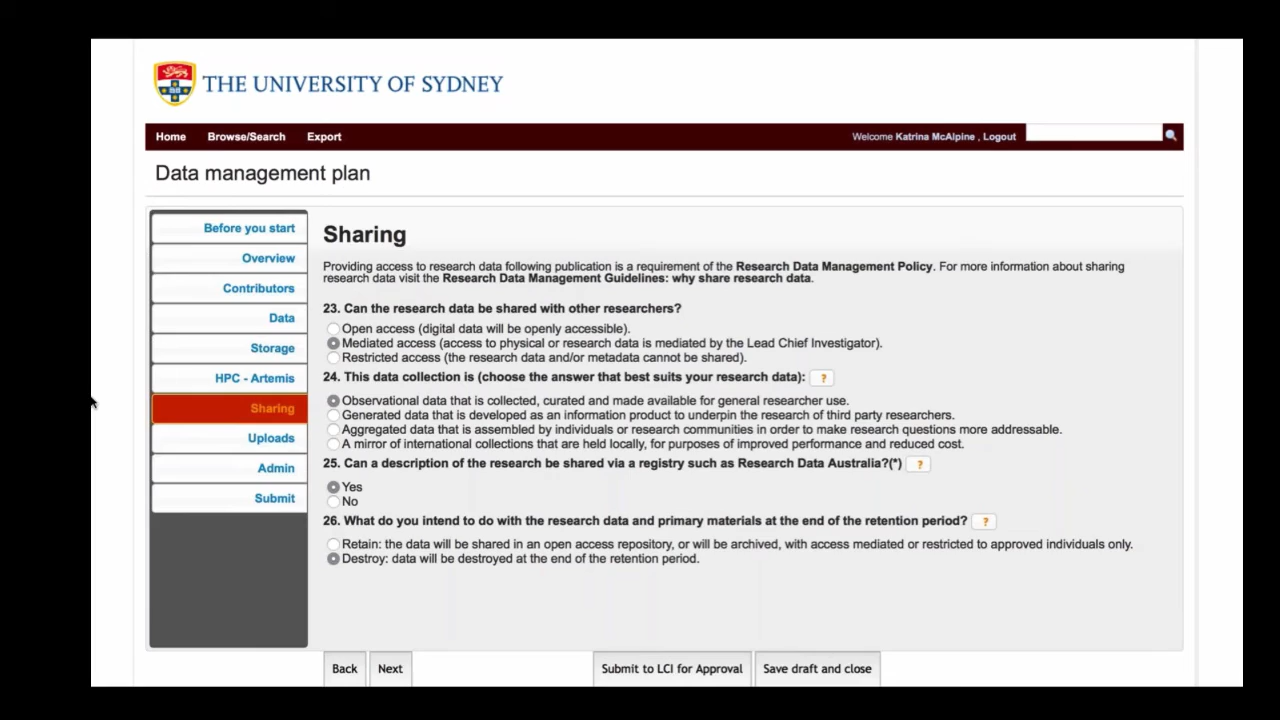 THE UNIVERSITY OF SYDNEY
Home Browse/Search Export Welcome Katrina McAlpine , Logout
Data management plan
Before you start
Overview
Contributors
Data
Storage
HPC - Artemis
Sharing
Uploads
Admin
Submit
Sharing
Providing access to research data following publication is a requirement of the Research Data Management Policy. For more information about sharing
research data visit the Research Data Management Guidelines: why share research data.
23. Can the research data be shared with other researchers?
Open access (digital data will be openly accessible).
Mediated access (access to physical or research data is mediated by the Lead Chief Investigator).
Restricted access (the research data and/or metadata cannot be shared).
24. This data collection is (choose the answer that best suits your research data): ?
Observational data that is collected, curated and made available for general researcher use.
Generated data that is developed as an information product to underpin the research of third party researchers.
Aggregated data that is assembled by individuals or research communities in order to make research questions more addressable.
A mirror of international collections that are held locally, for purposes of improved performance and reduced cost.
25. Can a description of the research be shared via a registry such as Research Data Australia?(*) ?
Yes
No
26. What do you intend to do with the research data and primary materials at the end of the retention period? ?
Retain: the data will be shared in an open access repository, or will be archived, with access mediated or restricted to approved individuals only.
Destroy: data will be destroyed at the end of the retention period.
Back Next Submit to LCI for Approval Save draft and close